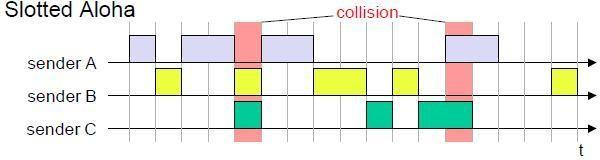 Slotted Aloha
collision
sender A
sender B
sender C
t